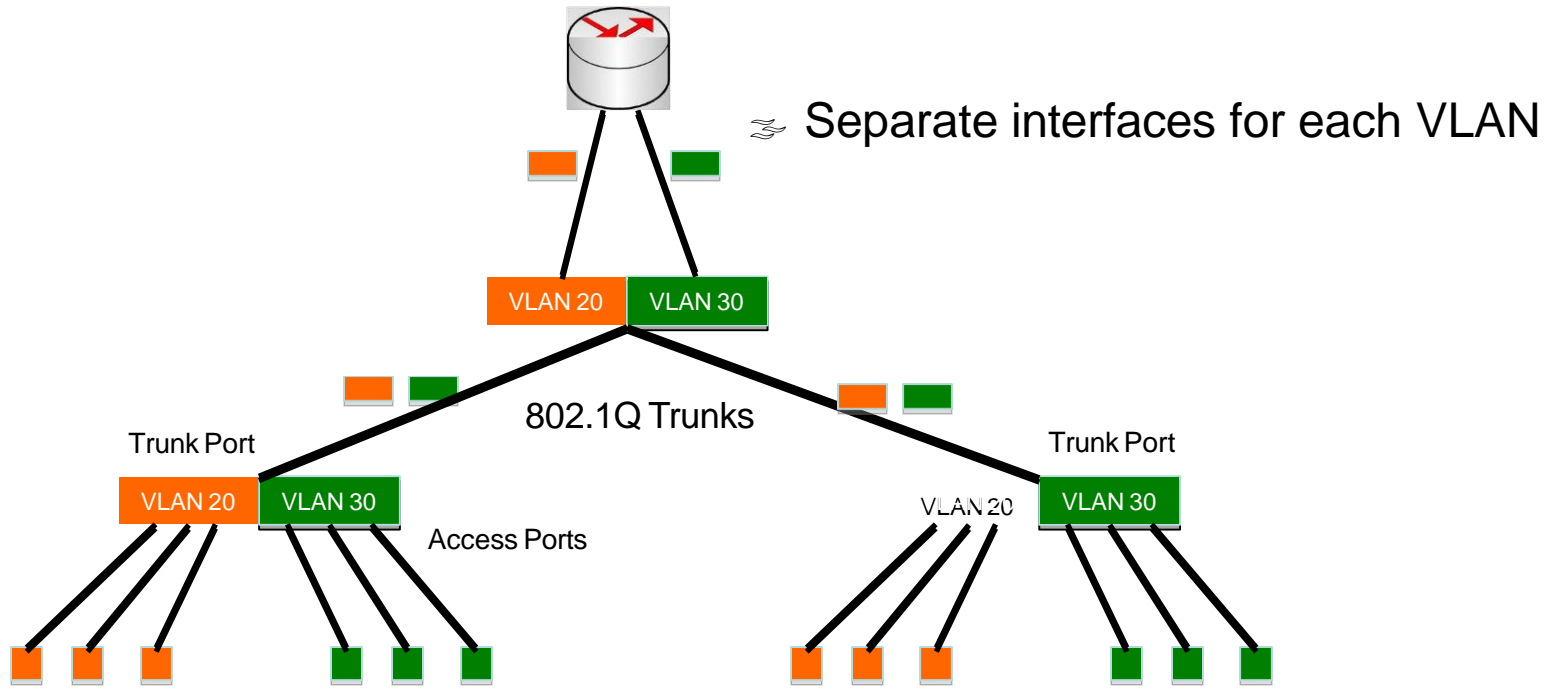 Separate interfaces for each VLAN
VLAN 20
VLAN 30
802.1Q Trunks
Trunk Port
Trunk Port
VLAN 20
VLAN 30
VLAN 20
VLAN 30
Access Ports